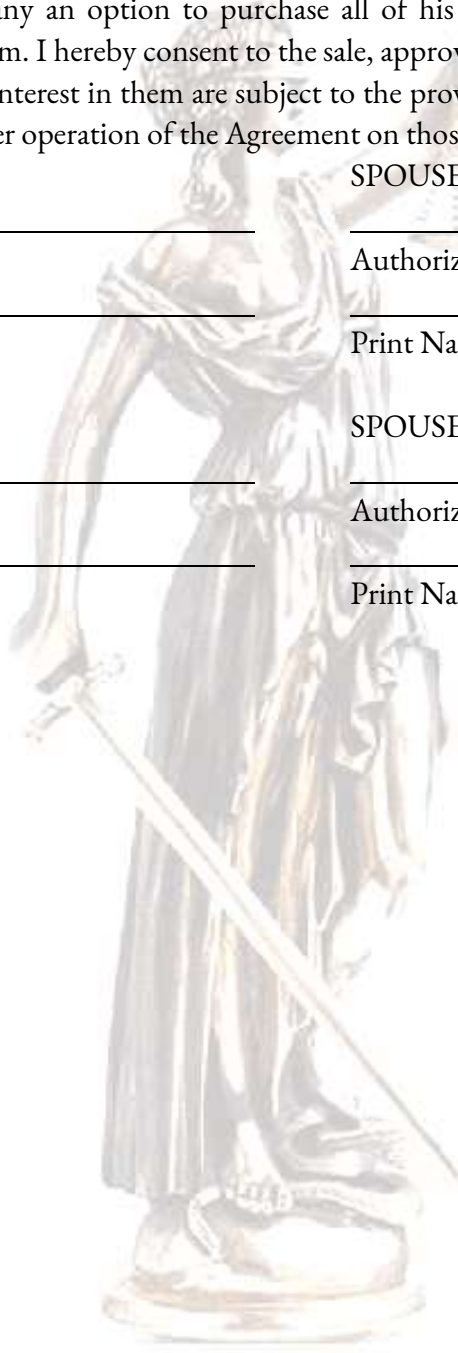 any an option to purchase all of his
m. I hereby consent to the sale, approv
nterest in them are subject to the prov
er operation of the Agreement on thos
SPOUSE
Authoriz
Print Na
SPOUSE
Authoriz
Print Na